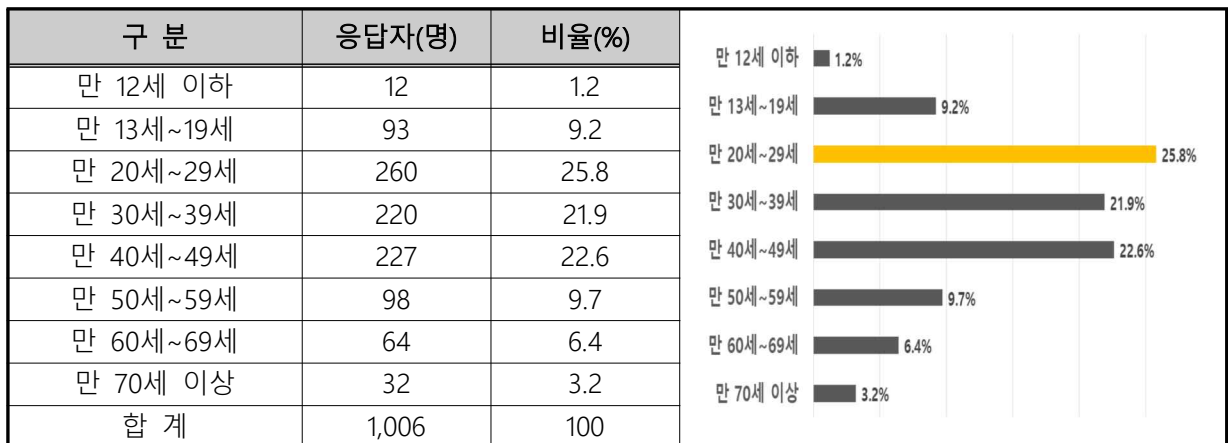 구 분 응답자(명) 비율(%)
만 12세 이하 12 1.2
만 13세~19세 93 9.2
만 20세~29세 260 25.8
만 30세~39세 220 21.9
만 40세~49세 227 22.6
만 50세~59세 98 9.7
만 60세~69세 64 6.4
만 70세 이상 32 3.2
합 계 1,006 100
만 12세 이하 1.2%
만 13세~19세 9.2%
만 20세~29세 25.8%
만 30세~39세 21.9%
만 40세~49세 22.6%
만 50세~59세 9.7%
만 60세~69세 6.4%
만 70세 이상 3.2%